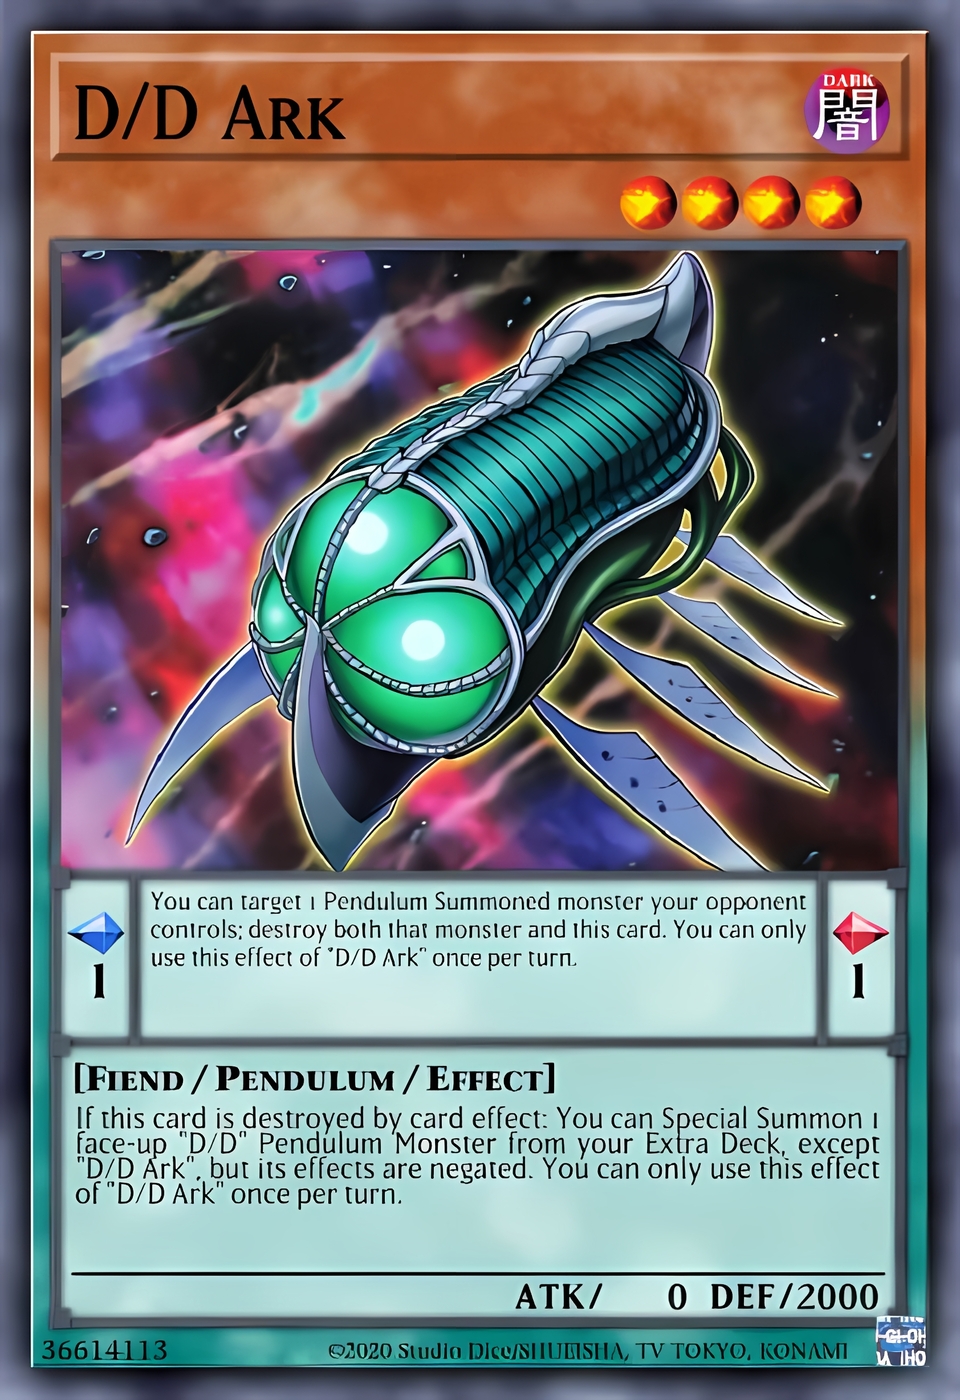 D/D Ark
DARK
闇
You can target 1 Pendulum Summoned monster your opponent
controls; destroy both that monster and this card. You can only
use this effect of "D/D Ark" once per turn.
1
1
[Fiend / Pendulum / Effect]
If this card is destroyed by card effect: You can Special Summon 1
face-up "D/D" Pendulum Monster from your Extra Deck, except
"D/D Ark", but its effects are negated. You can only use this effect
of "D/D Ark" once per turn.
ATK/ 0 DEF/2000
36614113
©2020 Studio Dice/SHUEISHA, TV TOKYO, KONAMI